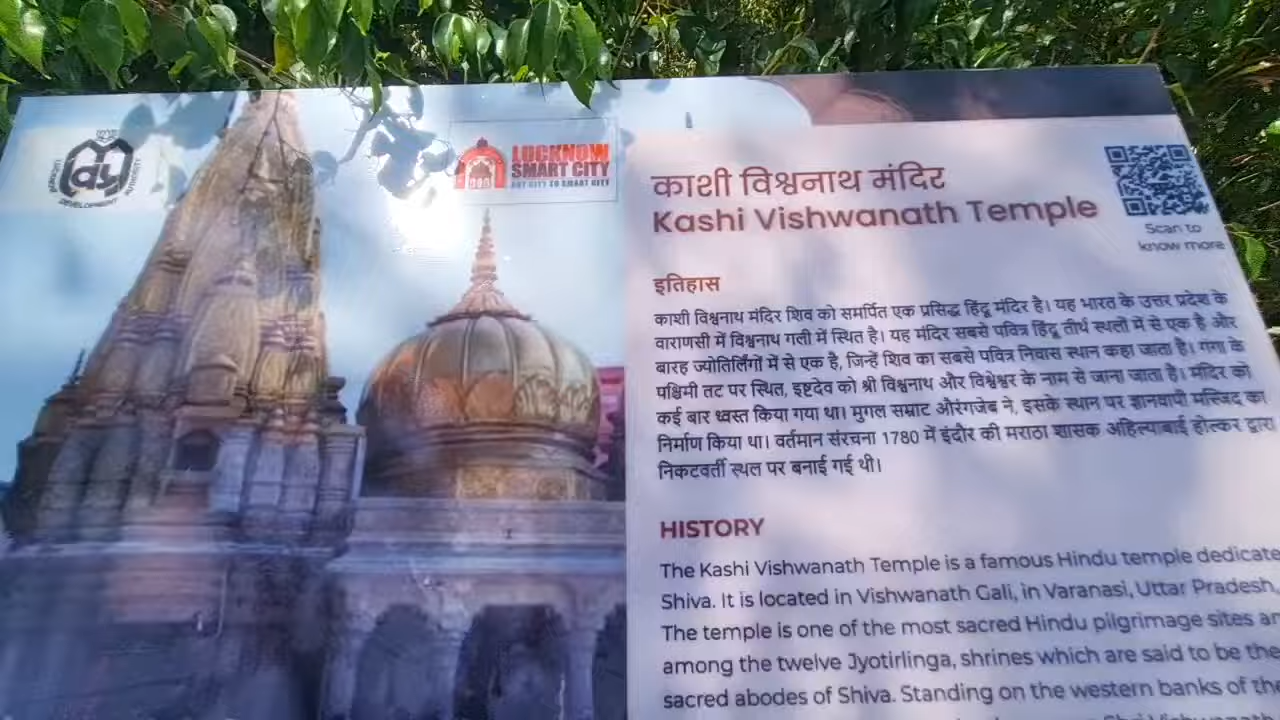 LUCKNOW
DEVELOPMENT
AUTHORITY
LUCKNOW
SMART CITY
काशी विश्वनाथ मंदिर
Kashi Vishwanath Temple
Scan to
know more
इतिहास
काशी विश्वनाथ मंदिर शिव को समर्पित एक प्रसिद्ध हिंदू मंदिर है। यह भारत के उत्तर प्रदेश के
वाराणसी में विश्वनाथ गली में स्थित है। यह मंदिर सबसे पवित्र हिंदू तीर्थ स्थलों में से एक है और
बारह ज्योतिर्लिंगों में से एक है, जिन्हें शिव का सबसे पवित्र निवास स्थान कहा जाता है। गंगा के
पश्चिमी तट पर स्थित, इष्टदेव को श्री विश्वनाथ और विश्वेश्वर के नाम से जाना जाता है। मंदिर को
कई बार ध्वस्त किया गया था। मुगल सम्राट औरंगजेब ने, इसके स्थान पर ज्ञानवापी मस्जिद का
निर्माण किया था। वर्तमान संरचना 1780 में इंदौर की मराठा शासक अहिल्याबाई होल्कर द्वारा
निकटवर्ती स्थल पर बनाई गई थी।
HISTORY
The Kashi Vishwanath Temple is a famous Hindu temple dedicate
Shiva. It is located in Vishwanath Gali, in Varanasi, Uttar Pradesh,
The temple is one of the most sacred Hindu pilgrimage sites an
among the twelve Jyotirlinga, shrines which are said to be the
sacred abodes of Shiva. Standing on the western banks of the